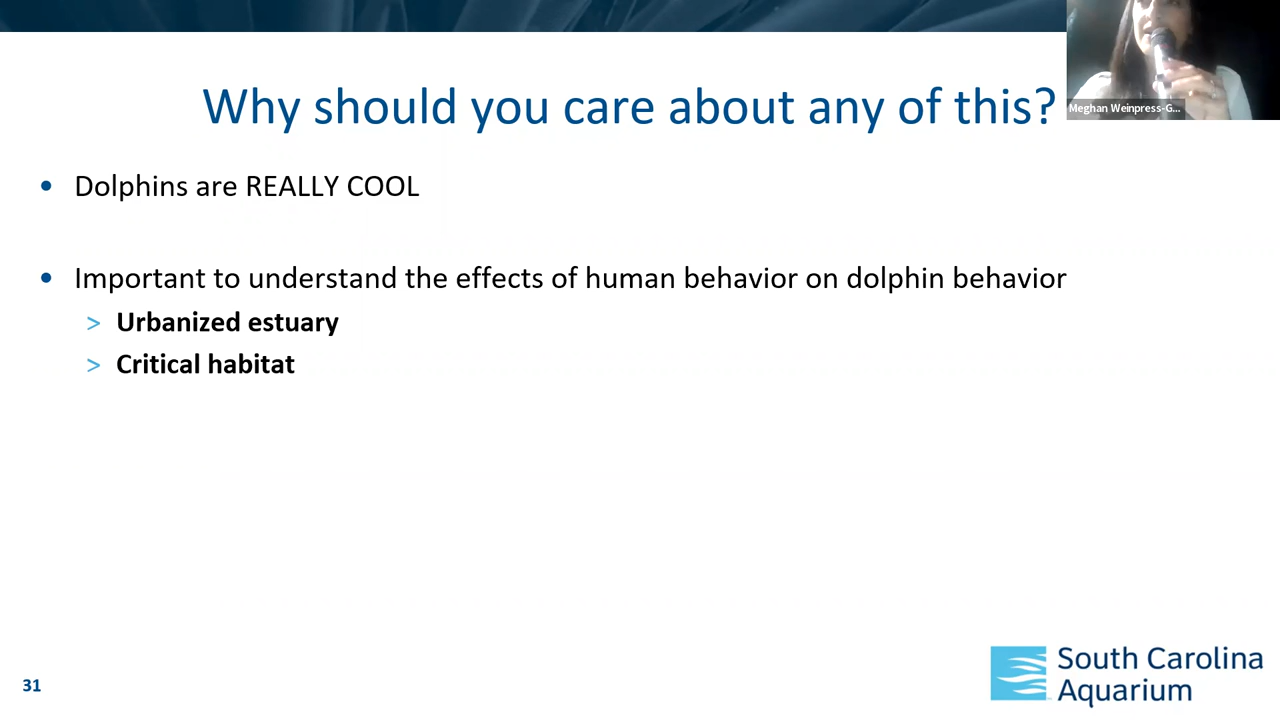 Why should you care about any of this?
Meghan Weinpress-G...
• Dolphins are REALLY COOL
• Important to understand the effects of human behavior on dolphin behavior
> Urbanized estuary
> Critical habitat
31
South Carolina
Aquarium